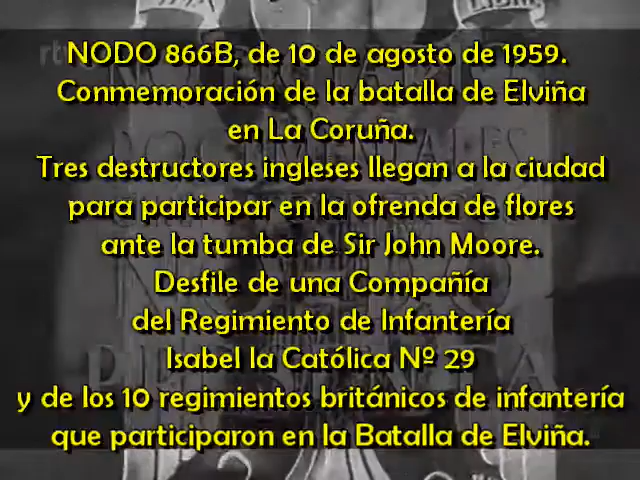 NODO 866B, de 10 de agosto de 1959.
Conmemoración de la batalla de Elviña
en La Coruña.
Tres destructores ingleses llegan a la ciudad
para participar en la ofrenda de flores
ante la tumba de Sir John Moore.
Desfile de una Compañía
del Regimiento de Infantería
Isabel la Católica Nº 29
y de los 10 regimientos británicos de infantería
que participaron en la Batalla de Elviña.